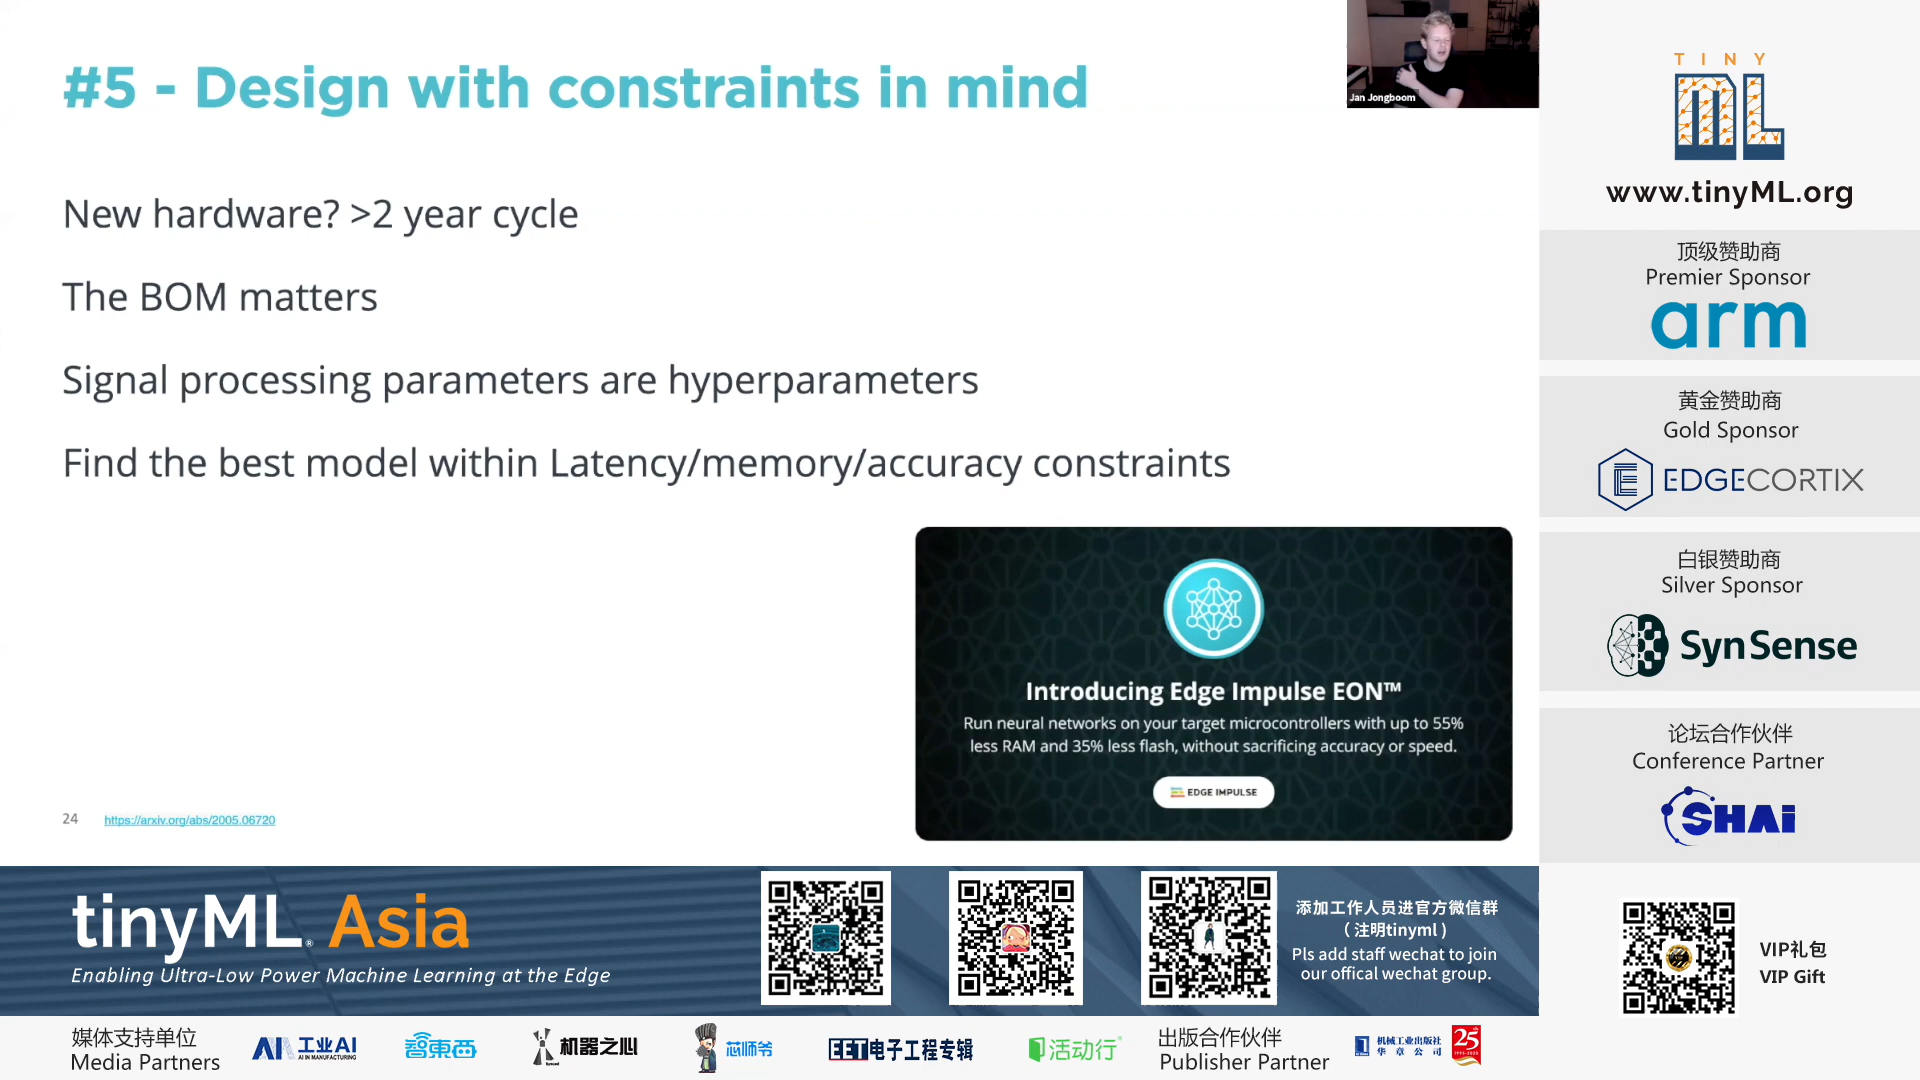 #5 - Design with constraints in mind
New hardware? >2 year cycle
The BOM matters
Signal processing parameters are hyperparameters
Find the best model within Latency/memory/accuracy constraints
Introducing Edge Impulse EON™
Run neural networks on your target microcontrollers with up to 55%
less RAM and 35% less flash, without sacrificing accuracy or speed.
EDGE IMPULSE
24
https://arxiv.org/abs/2005.06720
Jan Jongboom
TINY
ML
www.tinyML.org
顶级赞助商
Premier Sponsor
arm
黄金赞助商
Gold Sponsor
EDGECORTIX
白银赞助商
Silver Sponsor
SynSense
论坛合作伙伴
Conference Partner
SHAi
tinyML® Asia
Enabling Ultra-Low Power Machine Learning at the Edge
添加工作人员进官方微信群
( 注明tinyml )
Pls add staff wechat to join
our offical wechat group.
VIP礼包
VIP Gift
媒体支持单位
Media Partners
工业AI
AI IN MANUFACTURING
智東西
机器之心
Synced
芯师爷
EET电子工程专辑
活动行
出版合作伙伴
Publisher Partner
机械工业出版社
华章公司
25
1995-2020